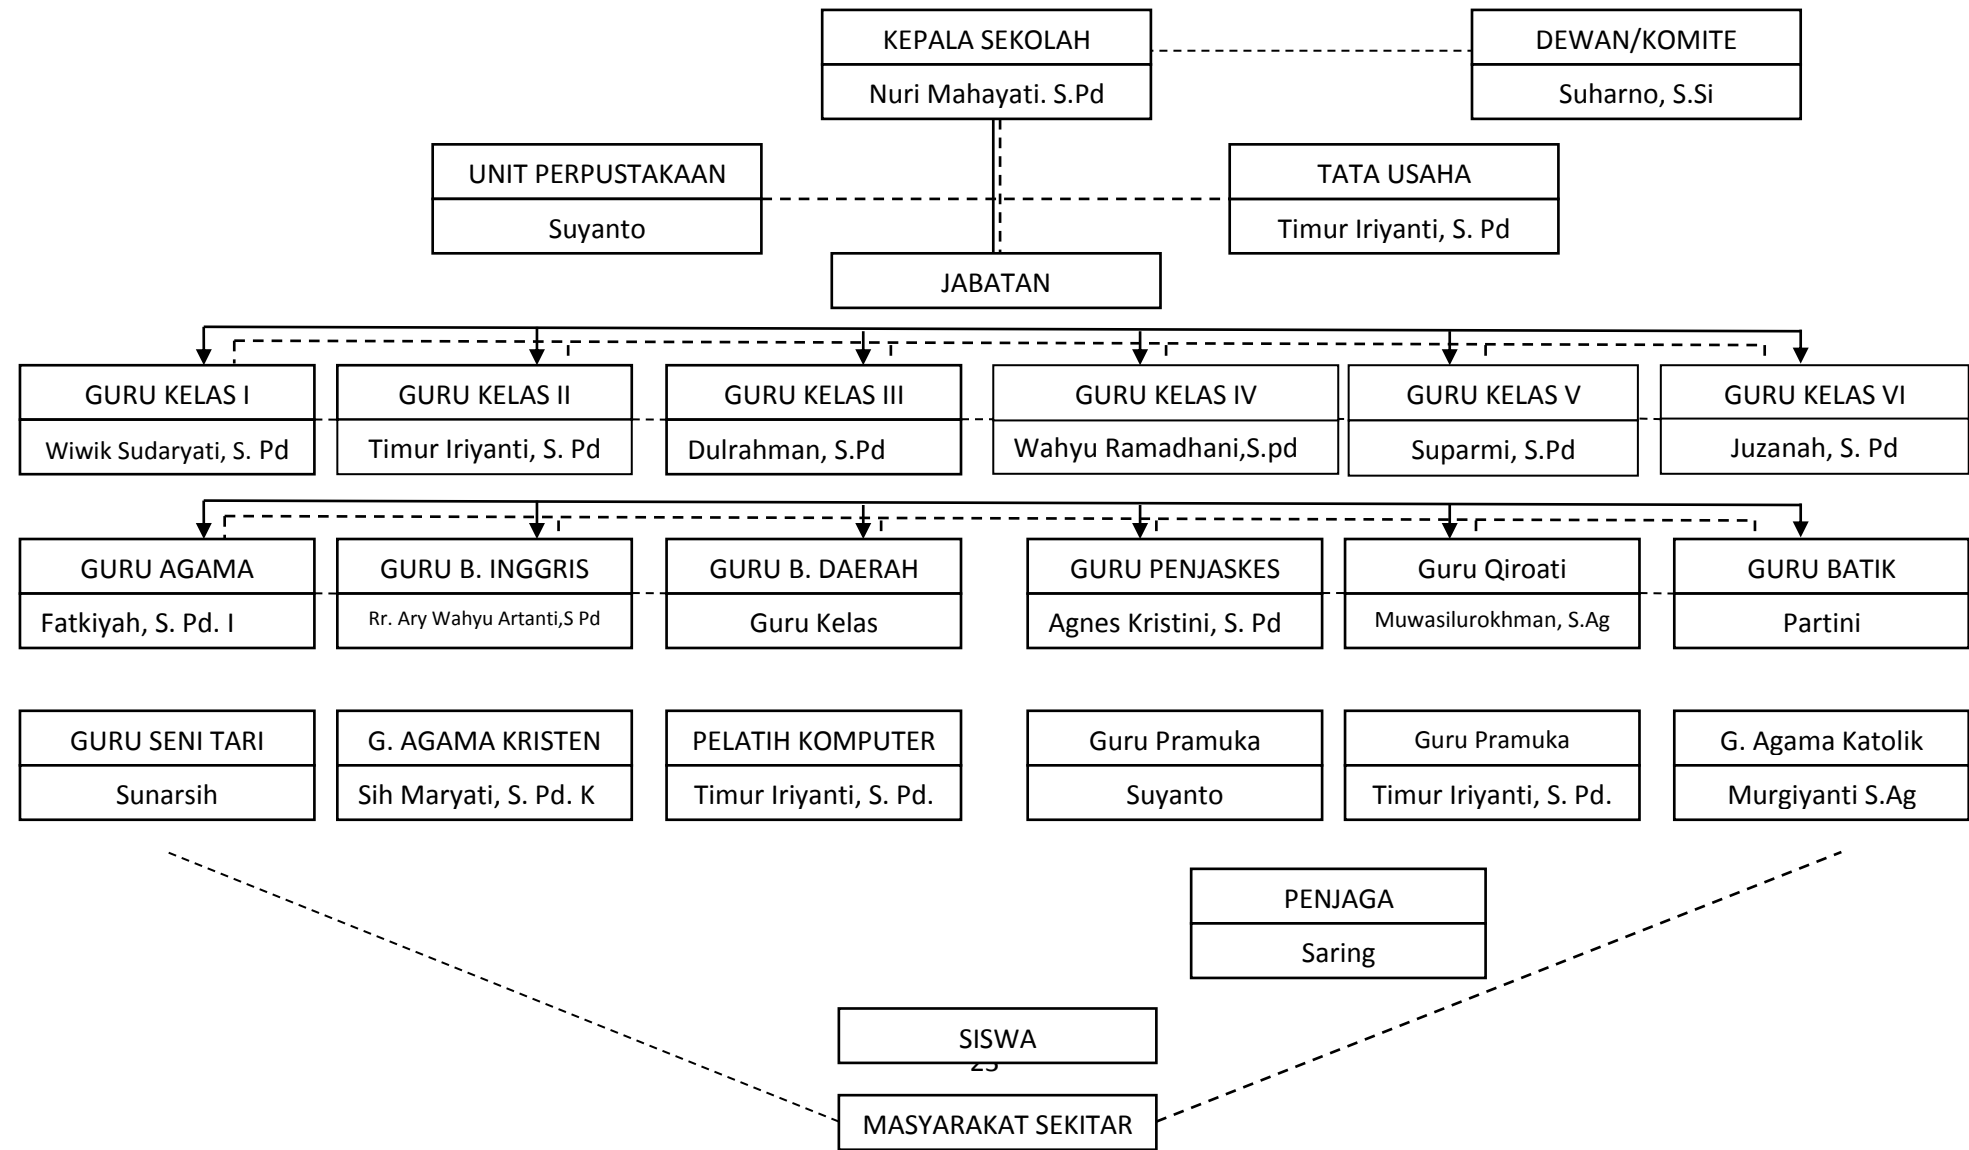 KEPALA SEKOLAH
DEWAN/KOMITE
Nuri Mahayati. S.Pd
Suharno, S.Si
UNIT PERPUSTAKAAN
TATA USAHA
Suyanto
Timur Iriyanti, S. Pd
JABATAN
GURU KELAS I
GURU KELAS II
GURU KELAS III
GURU KELAS IV
GURU KELAS V
GURU KELAS VI
Wiwik Sudaryati, S. Pd
Timur Iriyanti, S. Pd
Dulrahman, S.Pd
Wahyu Ramadhani,S.pd
Suparmi, S.Pd
Juzanah, S. Pd
GURU AGAMA
GURU B. INGGRIS
GURU B. DAERAH
GURU PENJASKES
Guru Qiroati
GURU BATIK
Fatkiyah, S. Pd. I
Rr. Ary Wahyu Artanti,S Pd
Guru Kelas
Agnes Kristini, S. Pd
Muwasilurokhman, S.Ag
Partini
GURU SENI TARI
G. AGAMA KRISTEN
PELATIH KOMPUTER
Guru Pramuka
Guru Pramuka
G. Agama Katolik
Sunarsih
Sih Maryati, S. Pd. K
Timur Iriyanti, S. Pd.
Suyanto
Timur Iriyanti, S. Pd.
Murgiyanti S.Ag
PENJAGA
Saring
SISWA
MASYARAKAT SEKITAR